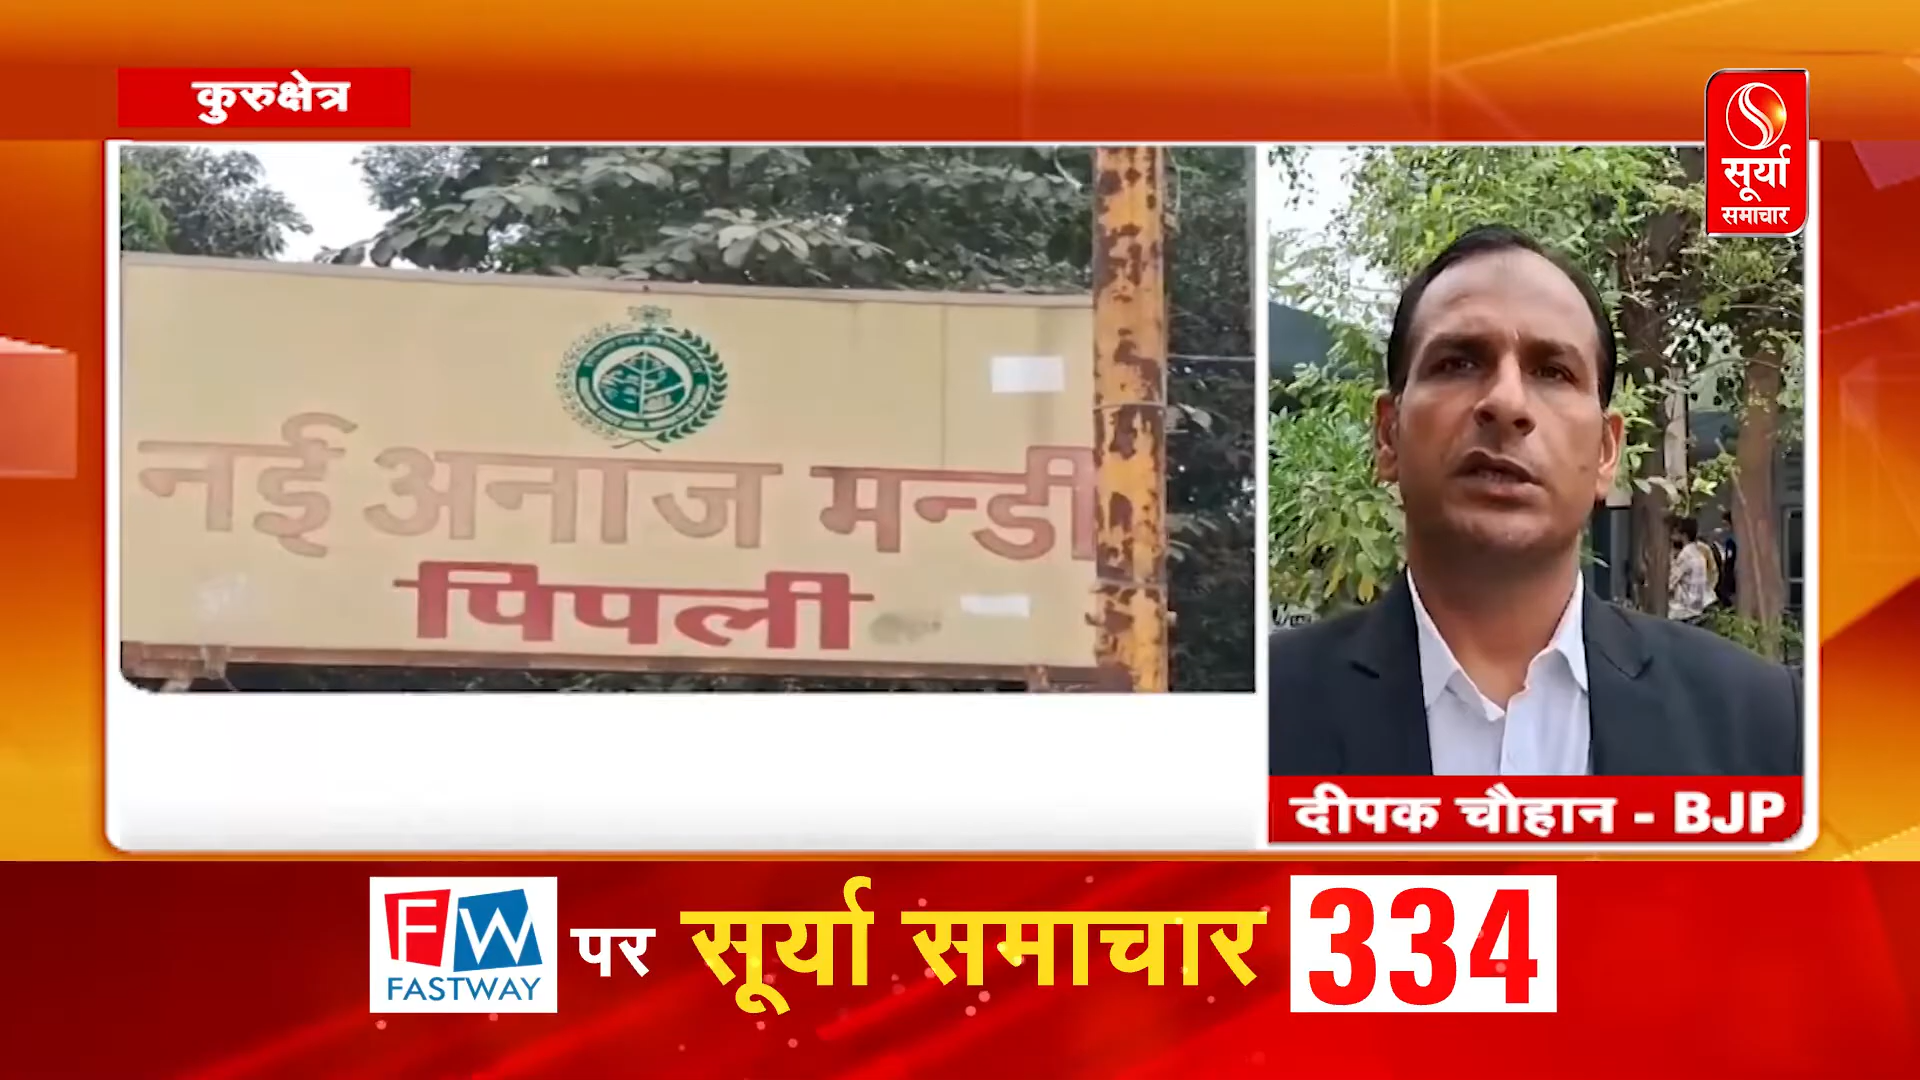 कुरुक्षेत्र
सूर्या
समाचार
नई अनाज मन्डी
पिपली
दीपक चौहान - BJP
FW
FASTWAY
पर सूर्या समाचार 334